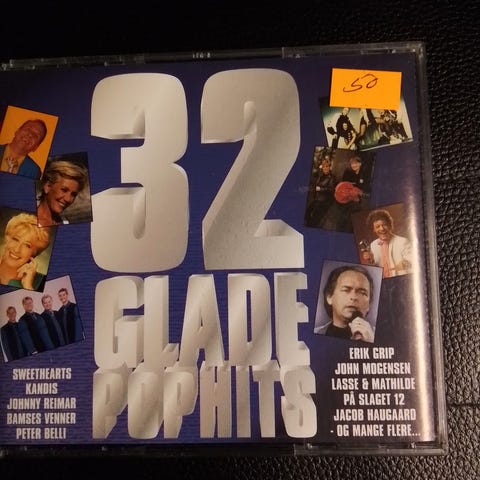 50
32
GLADE
POPHITS
SWEETHEARTS
KANDIS
JOHNNY REIMAR
BAMSES VENNER
PETER BELLI
ERIK GRIP
JOHN MOGENSEN
LASSE & MATHILDE
PÅ SLAGET 12
JACOB HAUGAARD
- OG MANGE FLERE...